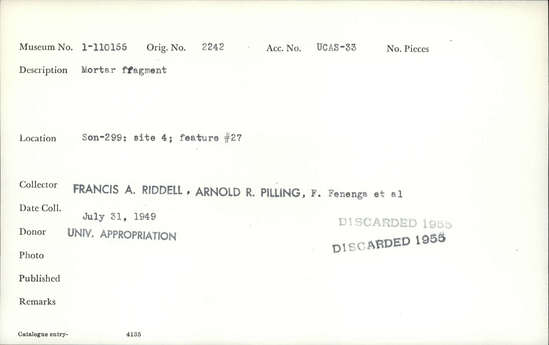 Museum No. 1-110155 Orig. No. 2242 Acc. No. UCAS-33 No. Pieces
Description Mortar ffagment
Location Son-299: site 4; feature #27
Collector FRANCIS A. RIDDELL, ARNOLD R. PILLING, F. Fenenga et al
Date Coll. July 31, 1949
DISCARDED 1955
Donor UNIV. APPROPRIATION
DISCARDED 1955
Photo
Published
Remarks
Catalogue entry- 4155